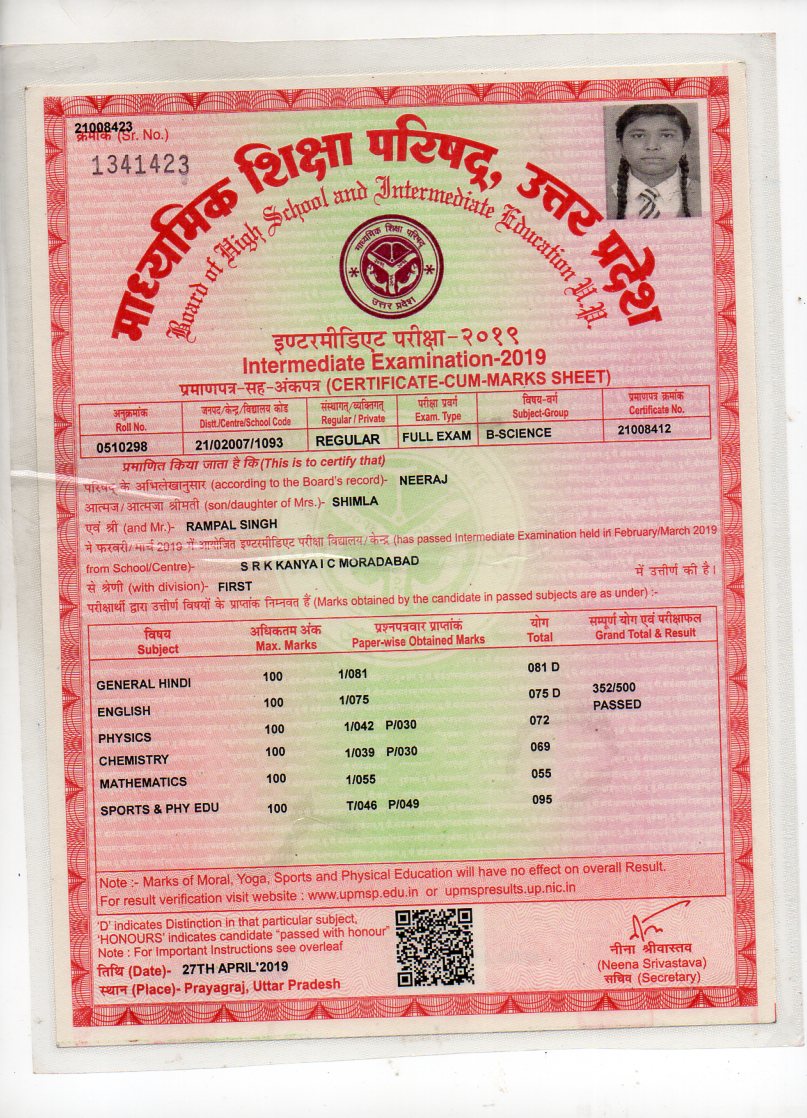 21008423
क्रमांक (Sr. No.)
1341423
माध्यमिक शिक्षा परिषद्, उत्तर प्रदेश
Board of High School and Intermediate Education U.P.
माध्यमिक शिक्षा परिषद्
उत्तर प्रदेश
इण्टरमीडिएट परीक्षा-२०१९
Intermediate Examination-2019
प्रमाणपत्र-सह-अंकपत्र (CERTIFICATE-CUM-MARKS SHEET)
अनुक्रमांक जनपद/केन्द्र/विद्यालय कोड संस्थागत्/व्यक्तिगत् परीक्षा प्रवर्ग विषय-वर्ग प्रमाणपत्र क्रमांक
Roll No. Distt./Centre/School Code Regular / Private Exam. Type Subject-Group Certificate No.
0510298 21/02007/1093 REGULAR FULL EXAM B-SCIENCE 21008412
प्रमाणित किया जाता है कि (This is to certify that)
परिषद् के अभिलेखानुसार (according to the Board's record)- NEERAJ
आत्मज/आत्मजा श्रीमती (son/daughter of Mrs.)- SHIMLA
एवं श्री (and Mr.)- RAMPAL SINGH
ने फरवरी/मार्च 2019 में आयोजित इण्टरमीडिएट परीक्षा विद्यालय/केन्द्र (has passed Intermediate Examination held in February/March 2019
from School/Centre)- S R K KANYA I C MORADABAD में उत्तीर्ण की है।
से श्रेणी (with division)- FIRST
परीक्षार्थी द्वारा उत्तीर्ण विषयों के प्राप्तांक निम्नवत हैं (Marks obtained by the candidate in passed subjects are as under) :-
विषय अधिकतम अंक प्रश्नपत्रवार प्राप्तांक योग सम्पूर्ण योग एवं परीक्षाफल
Subject Max. Marks Paper-wise Obtained Marks Total Grand Total & Result
GENERAL HINDI 100 1/081 081 D
352/500
ENGLISH 100 1/075 075 D
PASSED
PHYSICS 100 1/042 P/030 072
CHEMISTRY 100 1/039 P/030 069
MATHEMATICS 100 1/055 055
SPORTS & PHY EDU 100 T/046 P/049 095
Note :- Marks of Moral, Yoga, Sports and Physical Education will have no effect on overall Result.
For result verification visit website : www.upmsp.edu.in or upmspresults.up.nic.in
'D' indicates Distinction in that particular subject,
'HONOURS' indicates candidate "passed with honour"
Note : For Important Instructions see overleaf
तिथि (Date)- 27TH APRIL'2019
स्थान (Place)- Prayagraj, Uttar Pradesh
नीना श्रीवास्तव
(Neena Srivastava)
सचिव (Secretary)